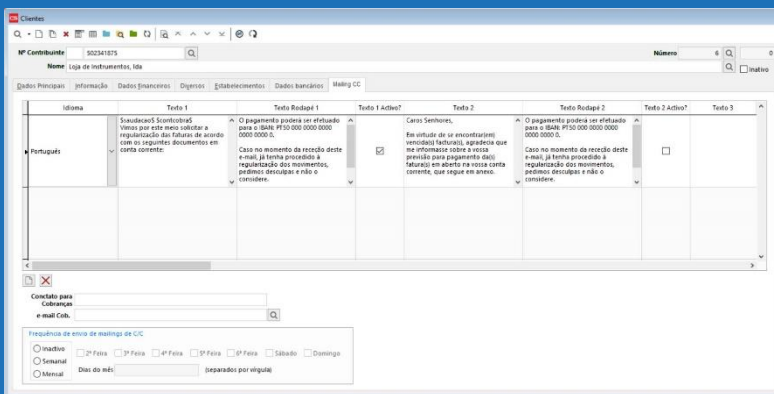 Clientes
Nº Contribuinte 502341875 Número 6 0
Nome Loja de Instrumentos, lda Inativo
Dados Principais Informação Dados financeiros Diversos Estabelecimentos Dados bancários Mailing CC
Idioma Texto 1 Texto Rodapé 1 Texto 1 Activo? Texto 2 Texto Rodapé 2 Texto 2 Activo? Texto 3
Português
$saudacao$ $contcobra$
Vimos por este meio solicitar a
regularização das faturas de acordo
com os seguintes documentos em
conta corrente:
O pagamento poderá ser efetuado
para o IBAN: PT50 000 0000 0000
0000 0000 0.
Caso no momento da receção deste
e-mail, já tenha procedido à
regularização dos movimentos,
pedimos desculpas e não o
considere.
Caros Senhores,
Em virtude de se encontrar(em)
vencida(s) factura(s), agradecia que
me informasse sobre a vossa
previsão para pagamento da(s)
fatura(s) em aberto na vossa conta
corrente, que segue em anexo.
O pagamento poderá ser efetuado
para o IBAN: PT50 000 0000 0000
0000 0000 0.
Caso no momento da receção deste
e-mail, já tenha procedido à
regularização dos movimentos,
pedimos desculpas e não o
considere.
Conctato para
Cobranças
e-mail Cob.
Frequência de envio de mailings de C/C
Inactivo
Semanal
Mensal
2ª Feira 3ª Feira 4ª Feira 5ª Feira 6ª Feira Sábado Domingo
Dias do mês (separados por vírgula)